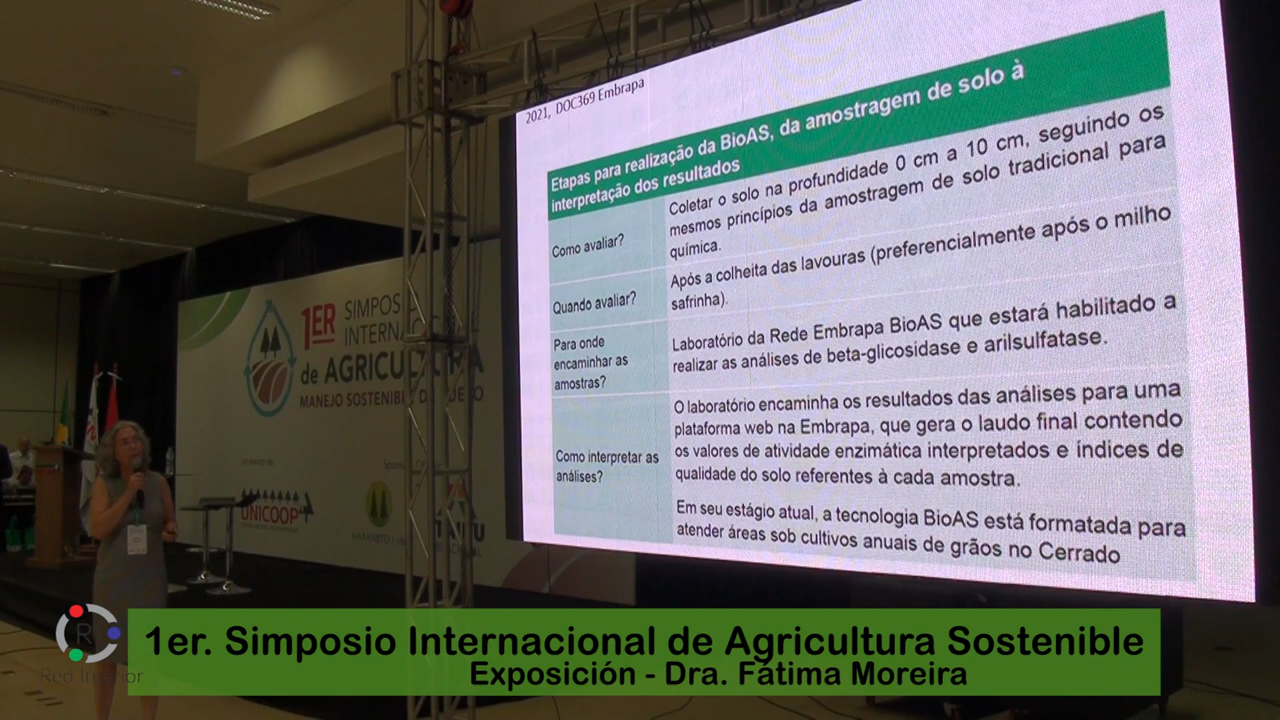 2021, DOC369 Embrapa
Etapas para realização da BioAS, da amostragem de solo à
interpretação dos resultados
Como avaliar?
Coletar o solo na profundidade 0 cm a 10 cm, seguindo os
mesmos princípios da amostragem de solo tradicional para
química.
Quando avaliar?
Após a colheita das lavouras (preferencialmente após o milho
safrinha).
Para onde
encaminhar as
amostras?
Laboratório da Rede Embrapa BioAS que estará habilitado a
realizar as análises de beta-glicosidase e arilsulfatase.
Como interpretar as
análises?
O laboratório encaminha os resultados das análises para uma
plataforma web na Embrapa, que gera o laudo final contendo
os valores de atividade enzimática interpretados e índices de
qualidade do solo referentes à cada amostra.
Em seu estágio atual, a tecnologia BioAS está formatada para
atender áreas sob cultivos anuais de grãos no Cerrado
1ER
SIMPOSI
INTERNAC
de AGRICULTURA
MANEJO SOSTENIBLE
UNICOOP
R
1er. Simposio Internacional de Agricultura Sostenible
Exposición - Dra. Fátima Moreira